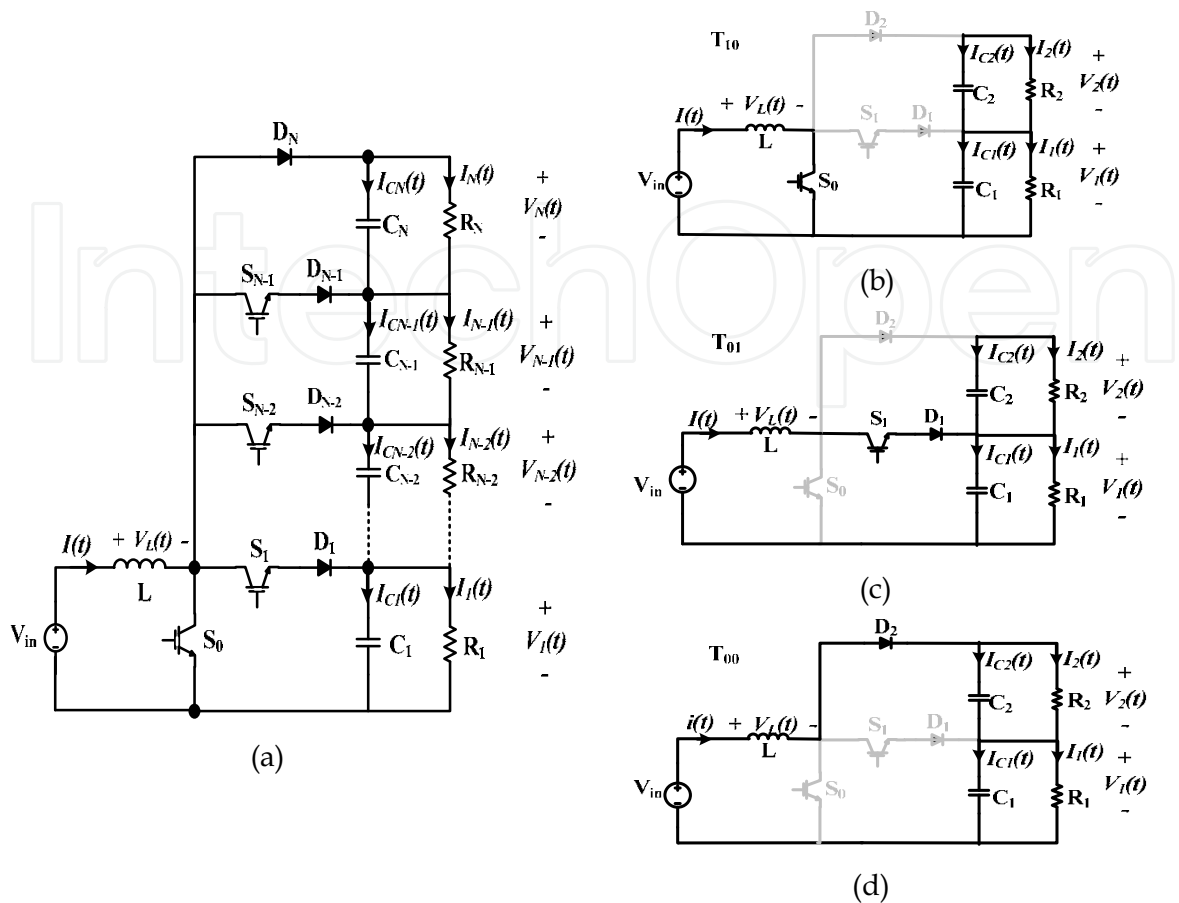 D_N
I_N(t)
+
I_CN(t)
V_N(t)
C_N
R_N
-
S_N-1
D_N-1
I_CN-1(t)
I_N-1(t)
+
C_N-1
R_N-1
V_N-1(t)
-
S_N-2
D_N-2
I_CN-2(t)
I_N-2(t)
+
C_N-2
R_N-2
V_N-2(t)
-
I(t)
+ V_L(t) -
L
S_1
D_1
I_C1(t)
I_1(t)
+
V_in
S_0
C_1
R_1
V_1(t)
-
(a)
T_10
D_2
I_C2(t)
I_2(t)
+
C_2
R_2
V_2(t)
-
I(t)
+ V_L(t) -
L
S_1
D_1
I_C1(t)
I_1(t)
+
V_in
S_0
C_1
R_1
V_1(t)
-
(b)
T_01
D_2
I_C2(t)
I_2(t)
+
C_2
R_2
V_2(t)
-
I(t)
+ V_L(t) -
L
S_1
D_1
I_C1(t)
I_1(t)
+
V_in
S_0
C_1
R_1
V_1(t)
-
(c)
T_00
D_2
I_C2(t)
I_2(t)
+
C_2
R_2
V_2(t)
-
i(t)
+ V_L(t) -
L
S_1
D_1
I_C1(t)
I_1(t)
+
V_in
S_0
C_1
R_1
V_1(t)
-
(d)
IntechOpen